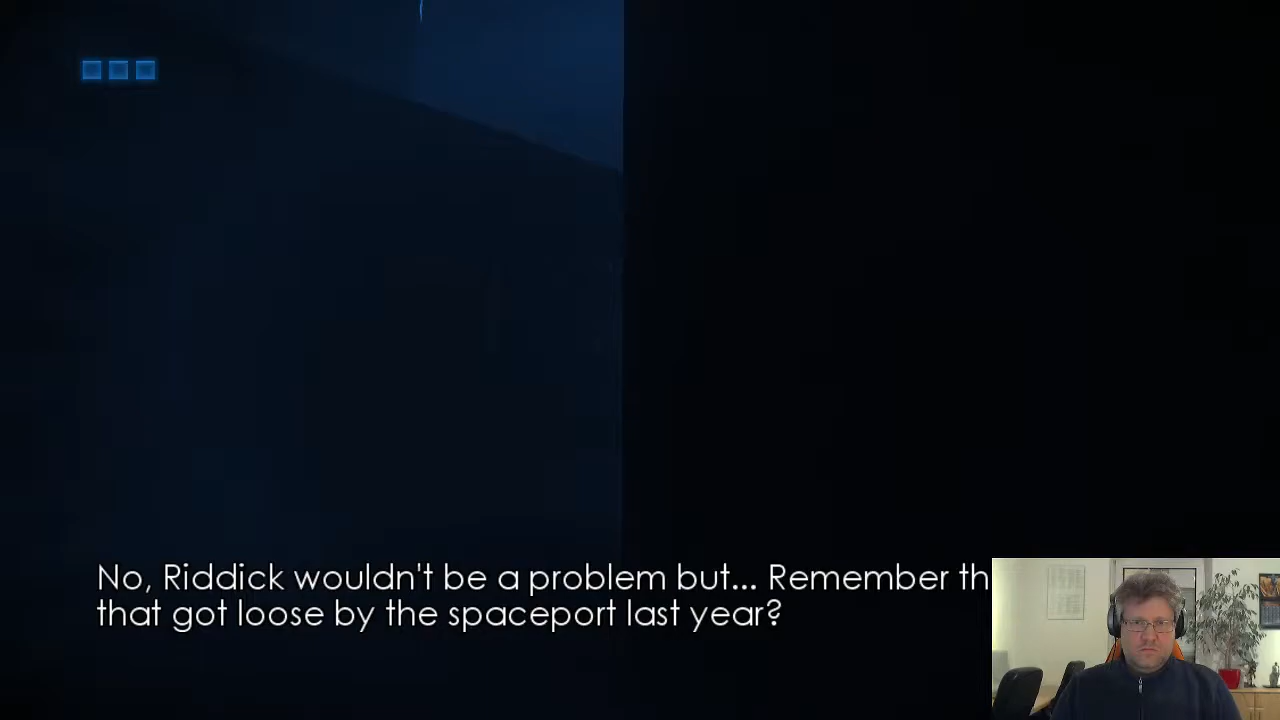 No, Riddick wouldn't be a problem but... Remember th
that got loose by the spaceport last year?